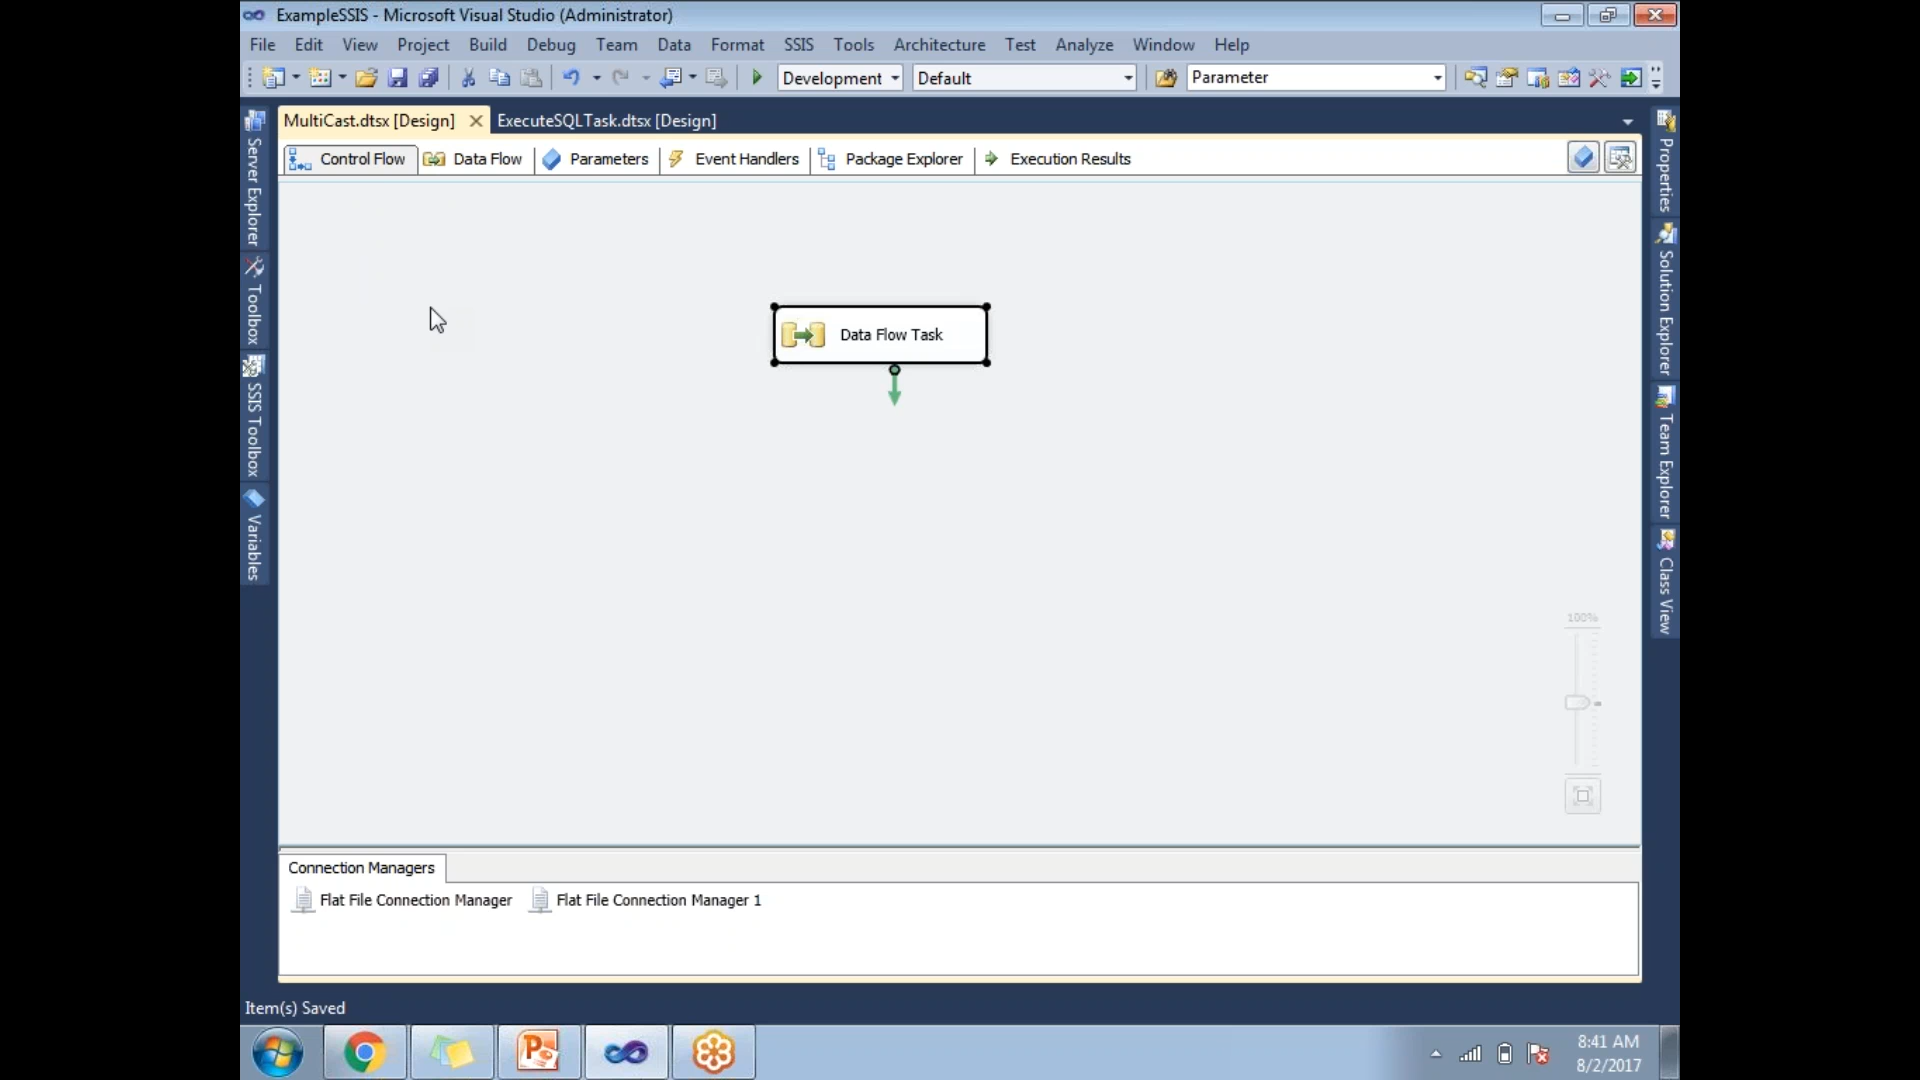 ExampleSSIS - Microsoft Visual Studio (Administrator)
File Edit View Project Build Debug Team Data Format SSIS Tools Architecture Test Analyze Window Help
Development Default Parameter
MultiCast.dtsx [Design] ExecuteSQLTask.dtsx [Design]
Control Flow Data Flow Parameters Event Handlers Package Explorer Execution Results
Server Explorer
Toolbox
SSIS Toolbox
Variables
Data Flow Task
100%
Properties
Solution Explorer
Team Explorer
Class View
Connection Managers
Flat File Connection Manager Flat File Connection Manager 1
Item(s) Saved
8:41 AM
8/2/2017